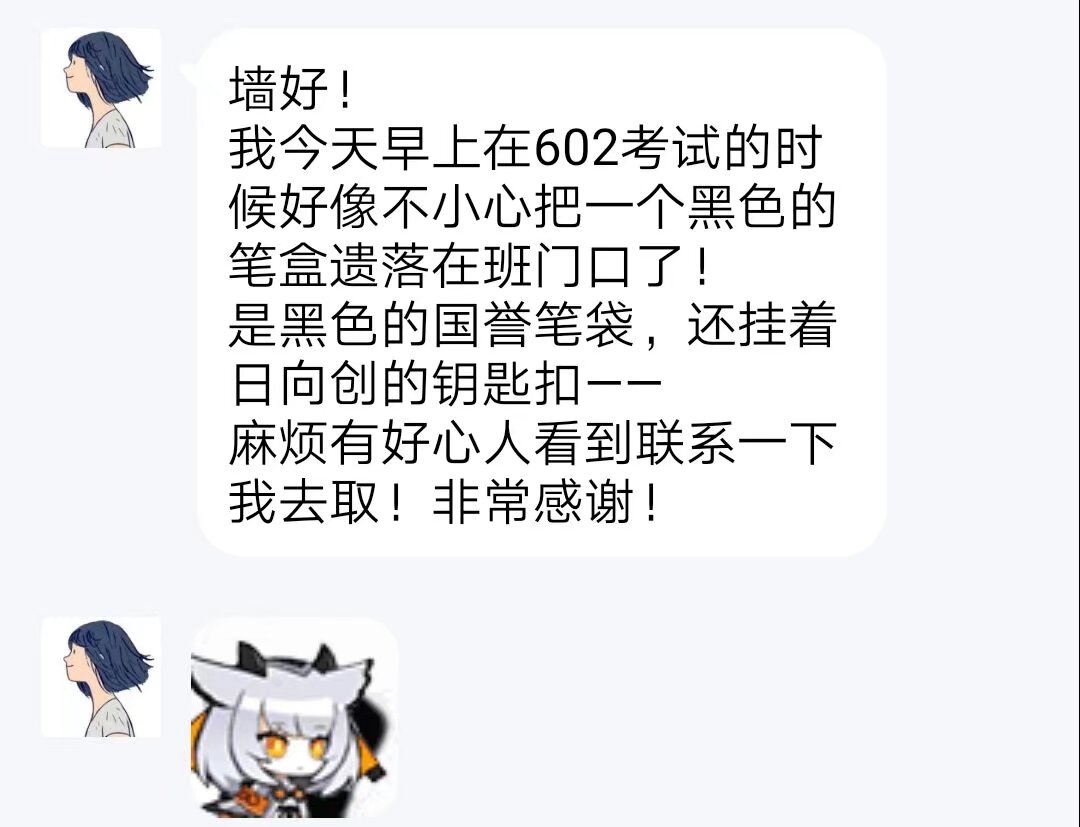 墙好！
我今天早上在602考试的时
候好像不小心把一个黑色的
笔盒遗落在班门口了！
是黑色的国誉笔袋，还挂着
日向创的钥匙扣——
麻烦有好心人看到联系一下
我去取！非常感谢！